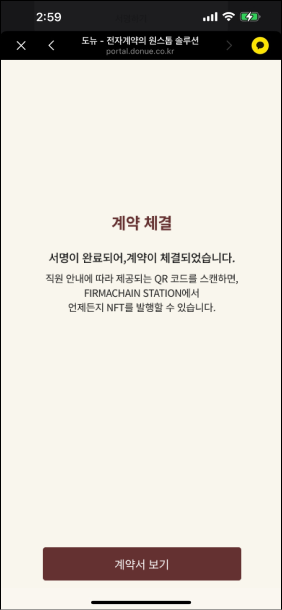 2:59
도뉴 - 전자계약의 원스톱 솔루션
portal.donue.co.kr
계약 체결
서명이 완료되어,계약이 체결되었습니다.
직원 안내에 따라 제공되는 QR 코드를 스캔하면,
FIRMACHAIN STATION에서
언제든지 NFT를 발행할 수 있습니다.
계약서 보기